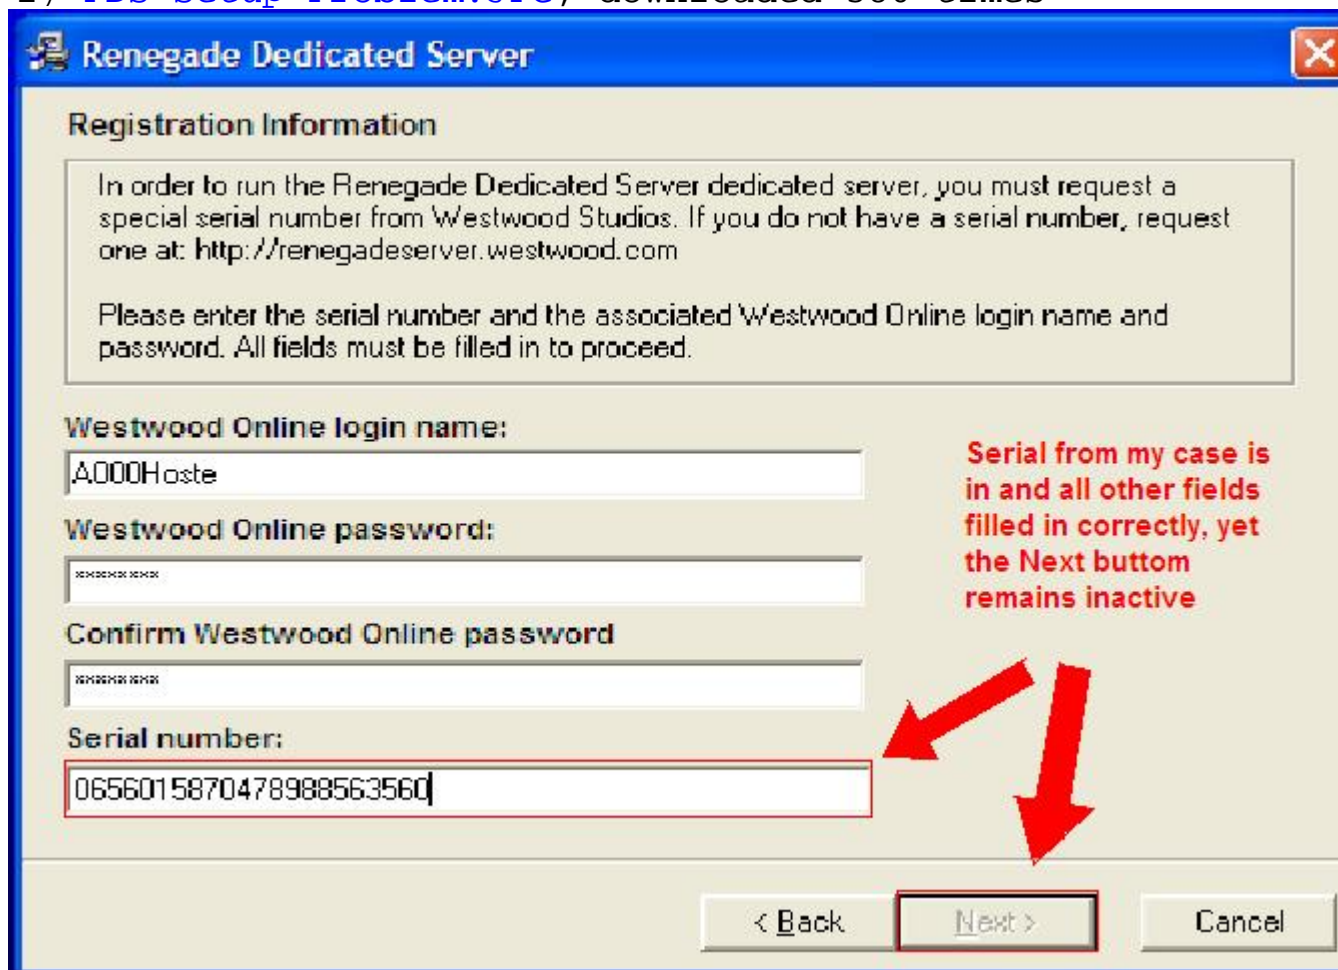 Setup Problem downloaded times
Renegade Dedicated Server
Registration Information
In order to run the Renegade Dedicated Server dedicated server, you must request a
special serial number from Westwood Studios. If you do not have a serial number, request
one at: http://renegadeserver.westwood.com
Please enter the serial number and the associated Westwood Online login name and
password. All fields must be filled in to proceed.
Westwood Online login name:
A000Hoste
Westwood Online password:
********
Confirm Westwood Online password
********
Serial number:
0656015870478988563560
Serial from my case is
in and all other fields
filled in correctly, yet
the Next buttom
remains inactive
< Back
Next >
Cancel